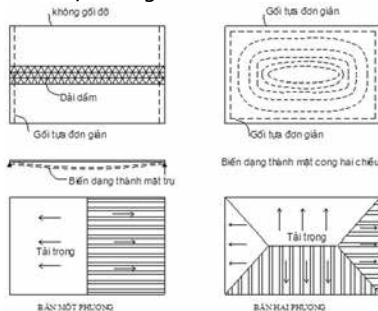 không gối đỡ
Gối tựa đơn giản
Dải dầm
Gối tựa đơn giản
Gối tựa đơn giản
Biến dạng thành mặt trụ
Biến dạng thành mặt cong hai chiều
Tải trọng
Tải trọng
BẢN MỘT PHƯƠNG
BẢN HAI PHƯƠNG